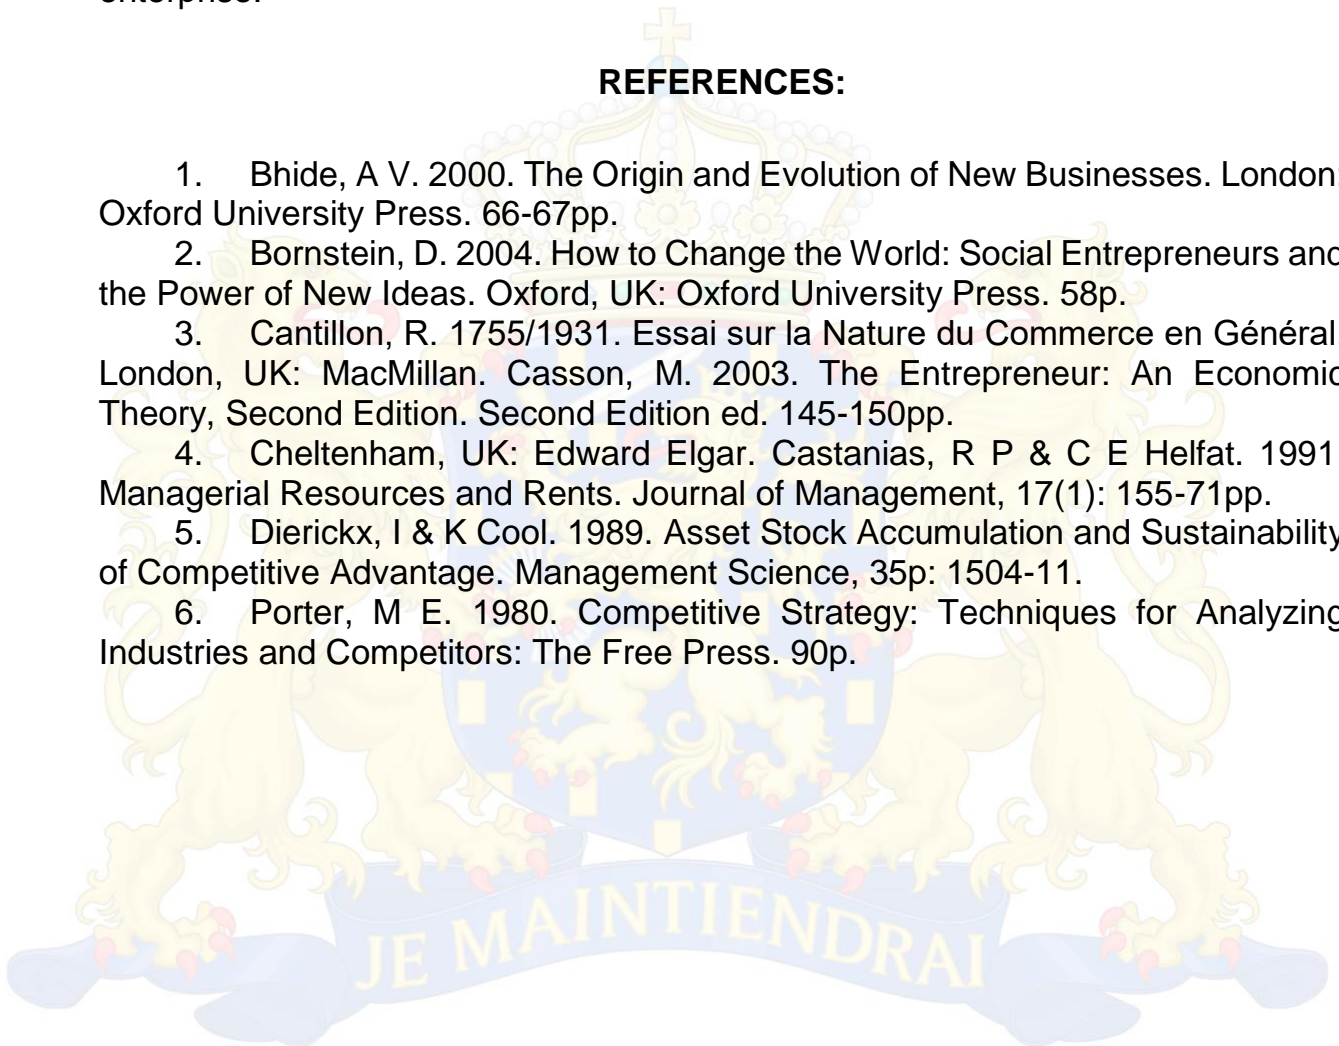 enterprise.
REFERENCES:
1. Bhide, A V. 2000. The Origin and Evolution of New Businesses. London:
Oxford University Press. 66-67pp.
2. Bornstein, D. 2004. How to Change the World: Social Entrepreneurs and
the Power of New Ideas. Oxford, UK: Oxford University Press. 58p.
3. Cantillon, R. 1755/1931. Essai sur la Nature du Commerce en Général.
London, UK: MacMillan. Casson, M. 2003. The Entrepreneur: An Economic
Theory, Second Edition. Second Edition ed. 145-150pp.
4. Cheltenham, UK: Edward Elgar. Castanias, R P & C E Helfat. 1991
Managerial Resources and Rents. Journal of Management, 17(1): 155-71pp.
5. Dierickx, I & K Cool. 1989. Asset Stock Accumulation and Sustainability
of Competitive Advantage. Management Science, 35p: 1504-11.
6. Porter, M E. 1980. Competitive Strategy: Techniques for Analyzing
Industries and Competitors: The Free Press. 90p.
JE MAINTIENDRAI